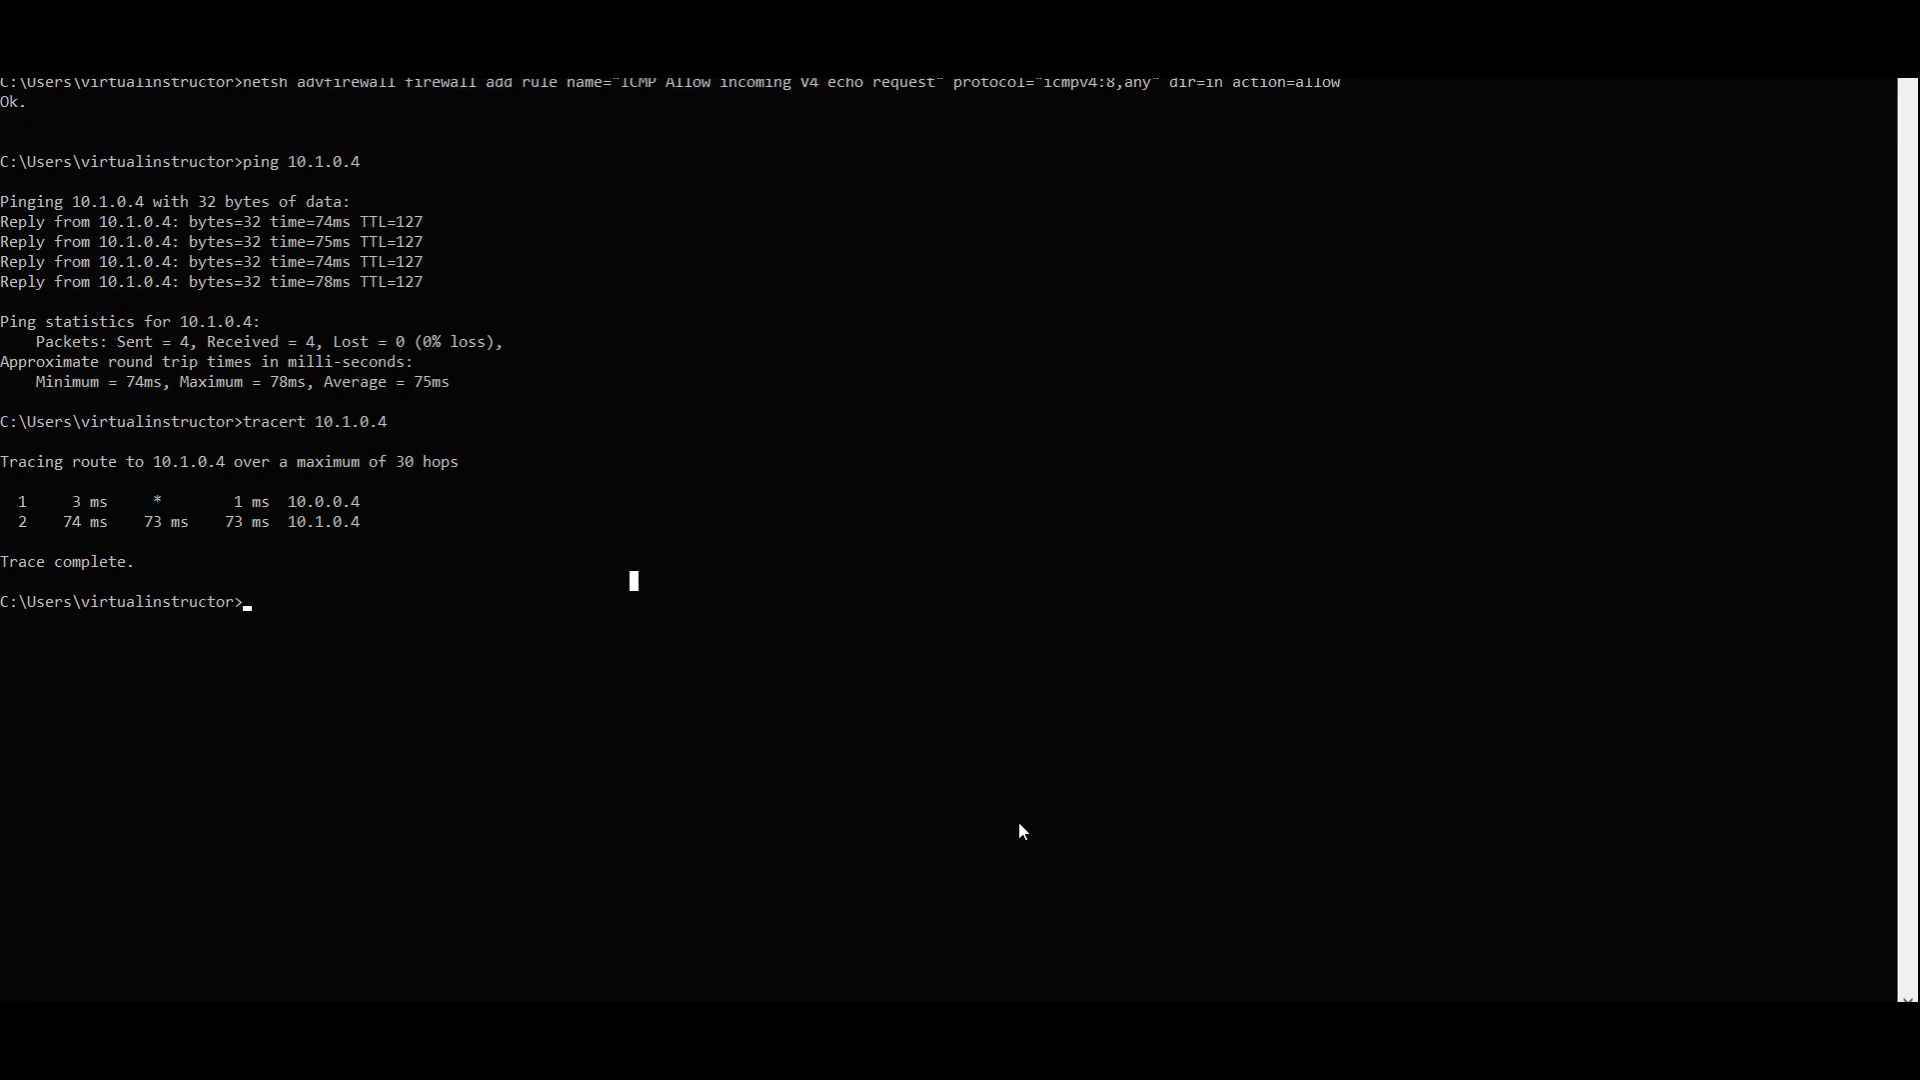 C:\Users\virtualinstructor>netsh advfirewall firewall add rule name="ICMP Allow incoming V4 echo request" protocol="icmpv4:8,any" dir=in action=allow
Ok.
C:\Users\virtualinstructor>ping 10.1.0.4
Pinging 10.1.0.4 with 32 bytes of data:
Reply from 10.1.0.4: bytes=32 time=74ms TTL=127
Reply from 10.1.0.4: bytes=32 time=75ms TTL=127
Reply from 10.1.0.4: bytes=32 time=74ms TTL=127
Reply from 10.1.0.4: bytes=32 time=78ms TTL=127
Ping statistics for 10.1.0.4:
    Packets: Sent = 4, Received = 4, Lost = 0 (0% loss),
Approximate round trip times in milli-seconds:
    Minimum = 74ms, Maximum = 78ms, Average = 75ms
C:\Users\virtualinstructor>tracert 10.1.0.4
Tracing route to 10.1.0.4 over a maximum of 30 hops
  1     3 ms     *        1 ms  10.0.0.4
  2    74 ms    73 ms    73 ms  10.1.0.4
Trace complete.
C:\Users\virtualinstructor>